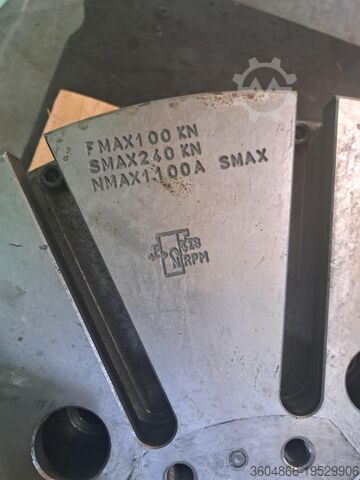 FMAX100 KN
SMAX240 KN
NMAX1100A SMAX
RPM
3604866-19529906